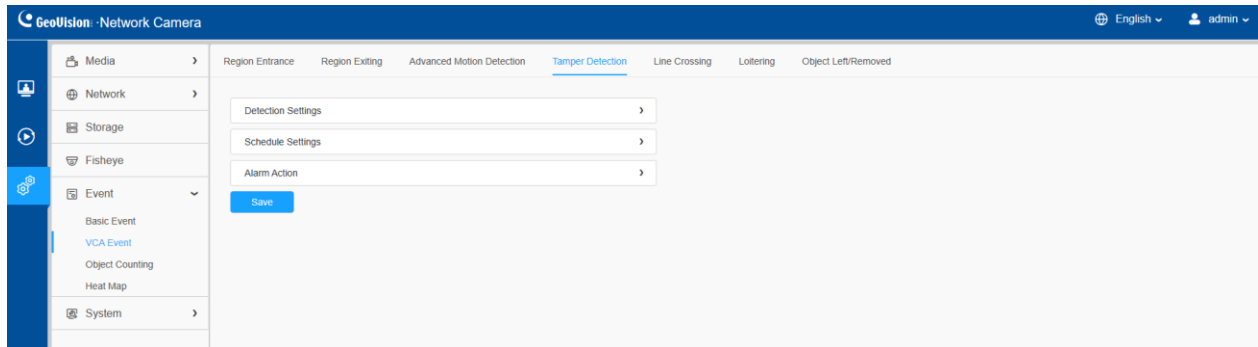 GeoVision: ·Network Camera
English
admin
Media
Network
Storage
Fisheye
Event
Basic Event
VCA Event
Object Counting
Heat Map
System
Region Entrance Region Exiting Advanced Motion Detection Tamper Detection Line Crossing Loitering Object Left/Removed
Detection Settings
Schedule Settings
Alarm Action
Save